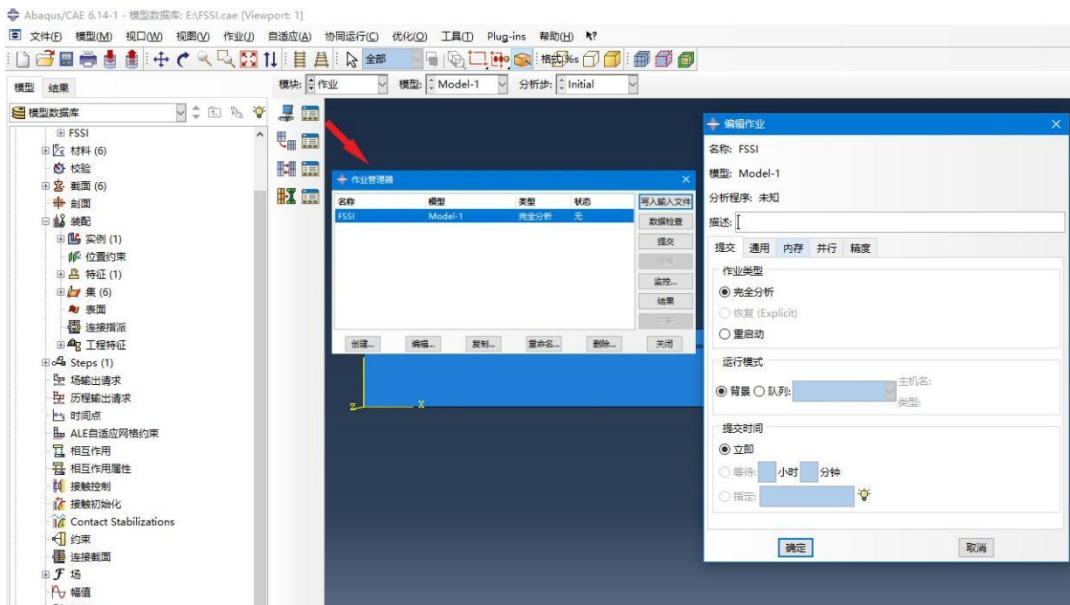 Abaqus/CAE 6.14-1 - 模型数据库: E:\FSSI.cae [Viewport: 1]
文件(F) 模型(M) 视口(W) 视图(V) 作业(J) 自适应(A) 协同运行(C) 优化(O) 工具(T) Plug-ins 帮助(H)
全部 格式%s
模型 结果 模块: 作业 模型: Model-1 分析步: Initial
模型数据库
FSSI
材料 (6)
校验
截面 (6)
剖面
装配
实例 (1)
位置约束
特征 (1)
集 (6)
表面
连接指派
工程特征
Steps (1)
场输出请求
历程输出请求
时间点
ALE自适应网格约束
相互作用
相互作用属性
接触控制
接触初始化
Contact Stabilizations
约束
连接截面
场
幅值
作业管理器
名称 模型 类型 状态 写入输入文件
FSSI Model-1 完全分析 无
数据检查
提交
监控...
结果
创建... 编辑... 复制... 重命名... 删除... 关闭
Z X
编辑作业
名称: FSSI
模型: Model-1
分析程序: 未知
描述:
提交 通用 内存 并行 精度
作业类型
完全分析
恢复 (Explicit)
重启动
运行模式
背景 队列: 主机名:
类型:
提交时间
立即
等待: 小时 分钟
指定:
确定 取消